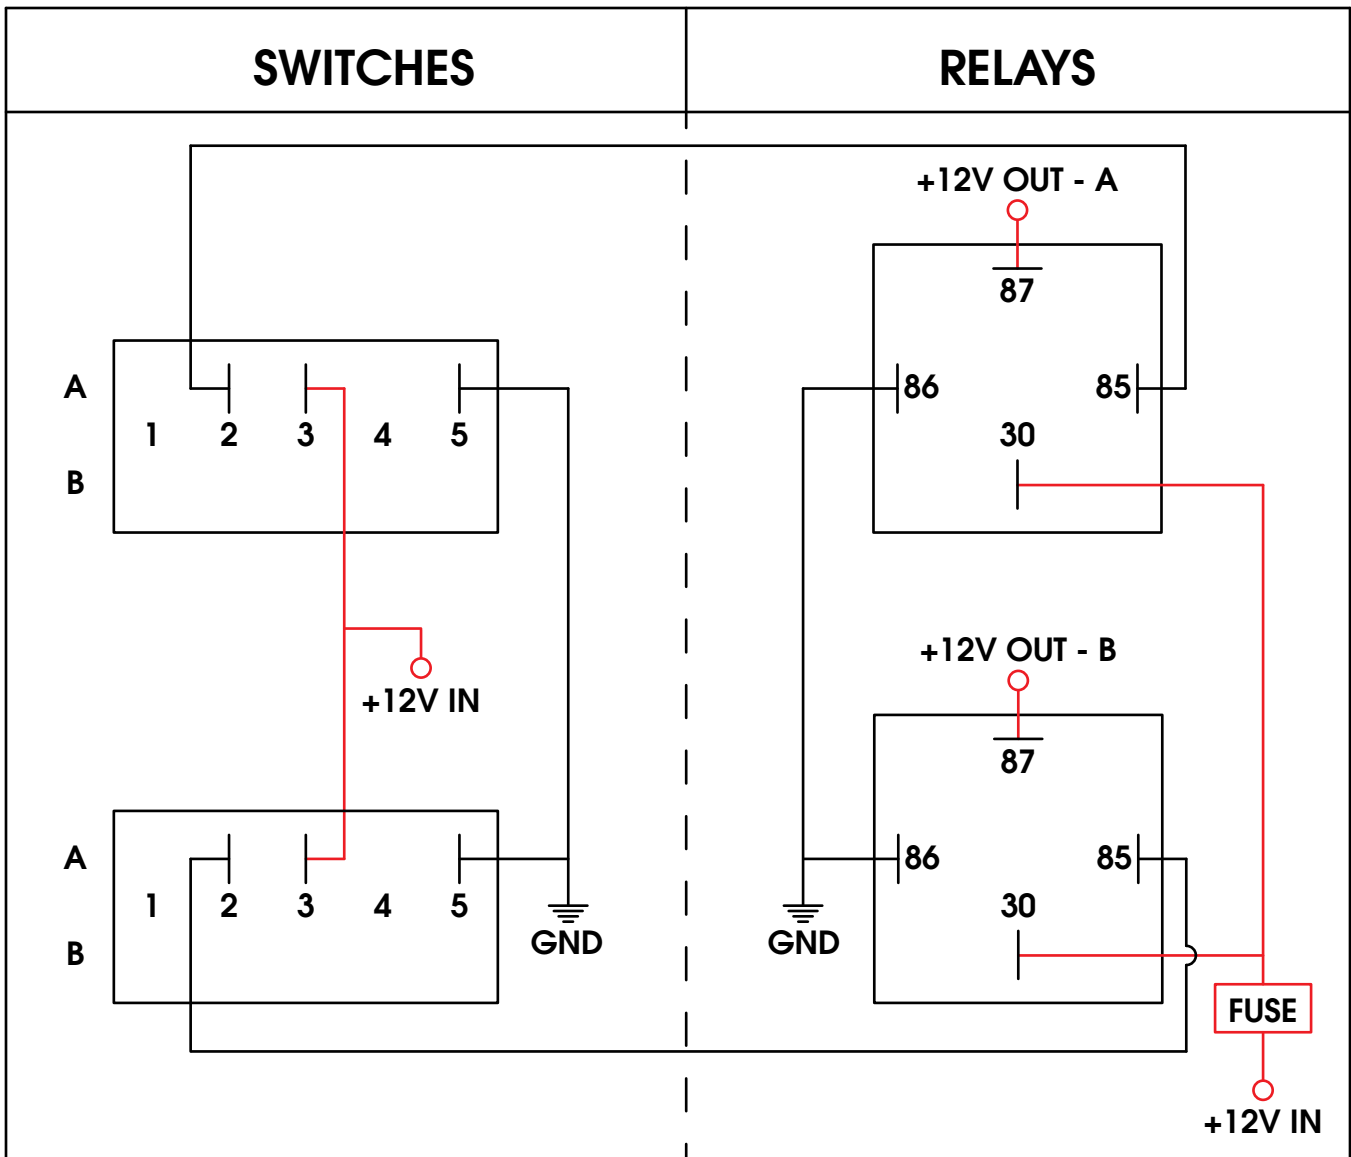 SWITCHES
RELAYS
+12V OUT - A
87
A
86
85
1 2 3 4 5
30
B
+12V OUT - B
+12V IN
87
A
86
85
1 2 3 4 5
30
B
GND
GND
FUSE
+12V IN